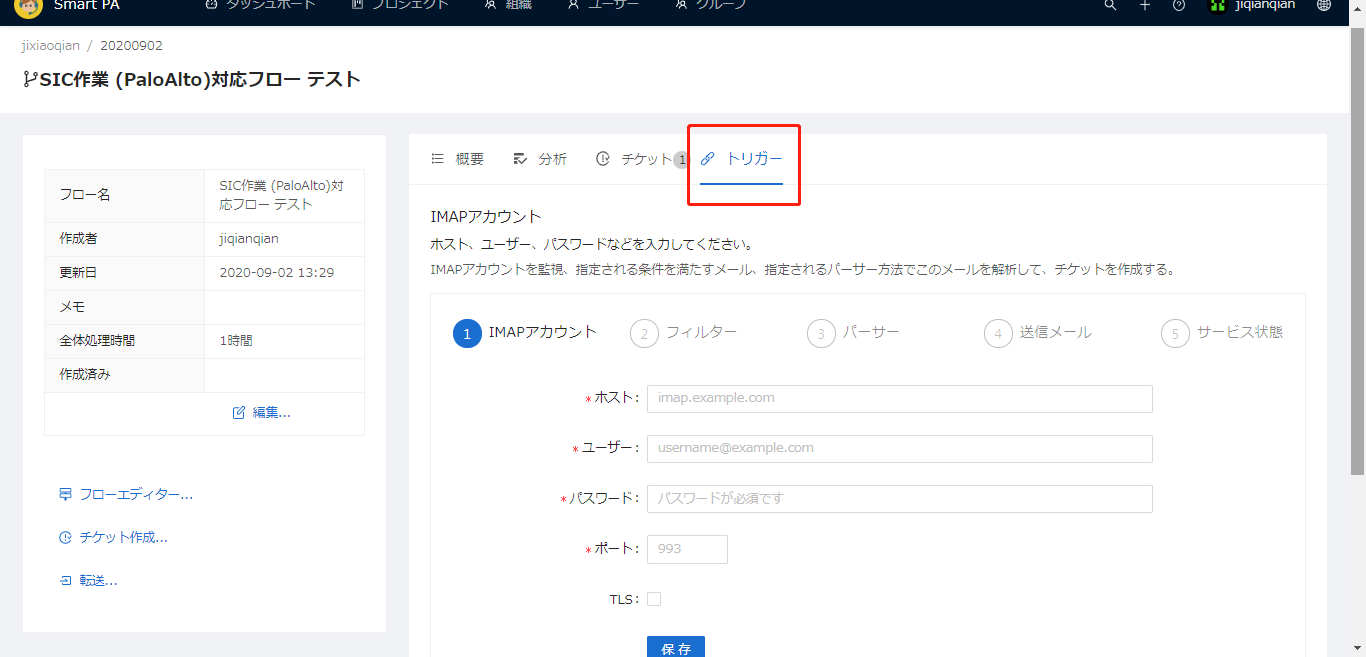 Smart PA
ダッシュボード
プロジェクト
組織
ユーザー
グループ
jiqianqian
jixiaoqian / 20200902
SIC作業 (PaloAlto)対応フロー テスト
概要
分析
チケット 1
トリガー
フロー名
SIC作業 (PaloAlto)対
応フロー テスト
作成者
jiqianqian
更新日
2020-09-02 13:29
メモ
全体処理時間
1時間
作成済み
編集...
フローエディター...
チケット作成...
転送...
IMAPアカウント
ホスト、ユーザー、パスワードなどを入力してください。
IMAPアカウントを監視、指定される条件を満たすメール、指定されるパーサー方法でこのメールを解析して、チケットを作成する。
1 IMAPアカウント
2 フィルター
3 パーサー
4 送信メール
5 サービス状態
* ホスト:
imap.example.com
* ユーザー:
username@example.com
* パスワード:
パスワードが必須です
* ポート:
993
TLS:
保存